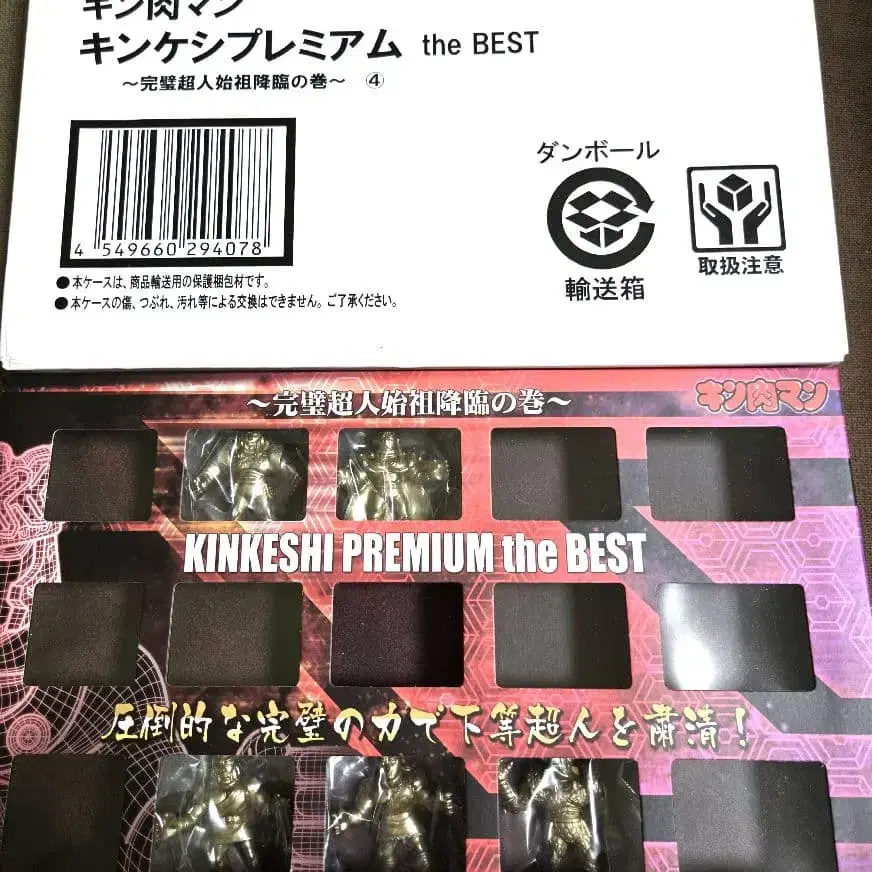 キン肉マン
キンケシプレミアム the BEST
～完璧超人始祖降臨の巻～ ④
4 549660 294078
ダンボール
輸送箱
取扱注意
●本ケースは、商品輸送用の保護梱包材です。
●本ケースの傷、つぶれ、汚れ等による交換はできません。ご了承ください。
～完璧超人始祖降臨の巻～
キン肉マン
KINKESHI PREMIUM the BEST
圧倒的な完璧の力で下等超人を粛清！